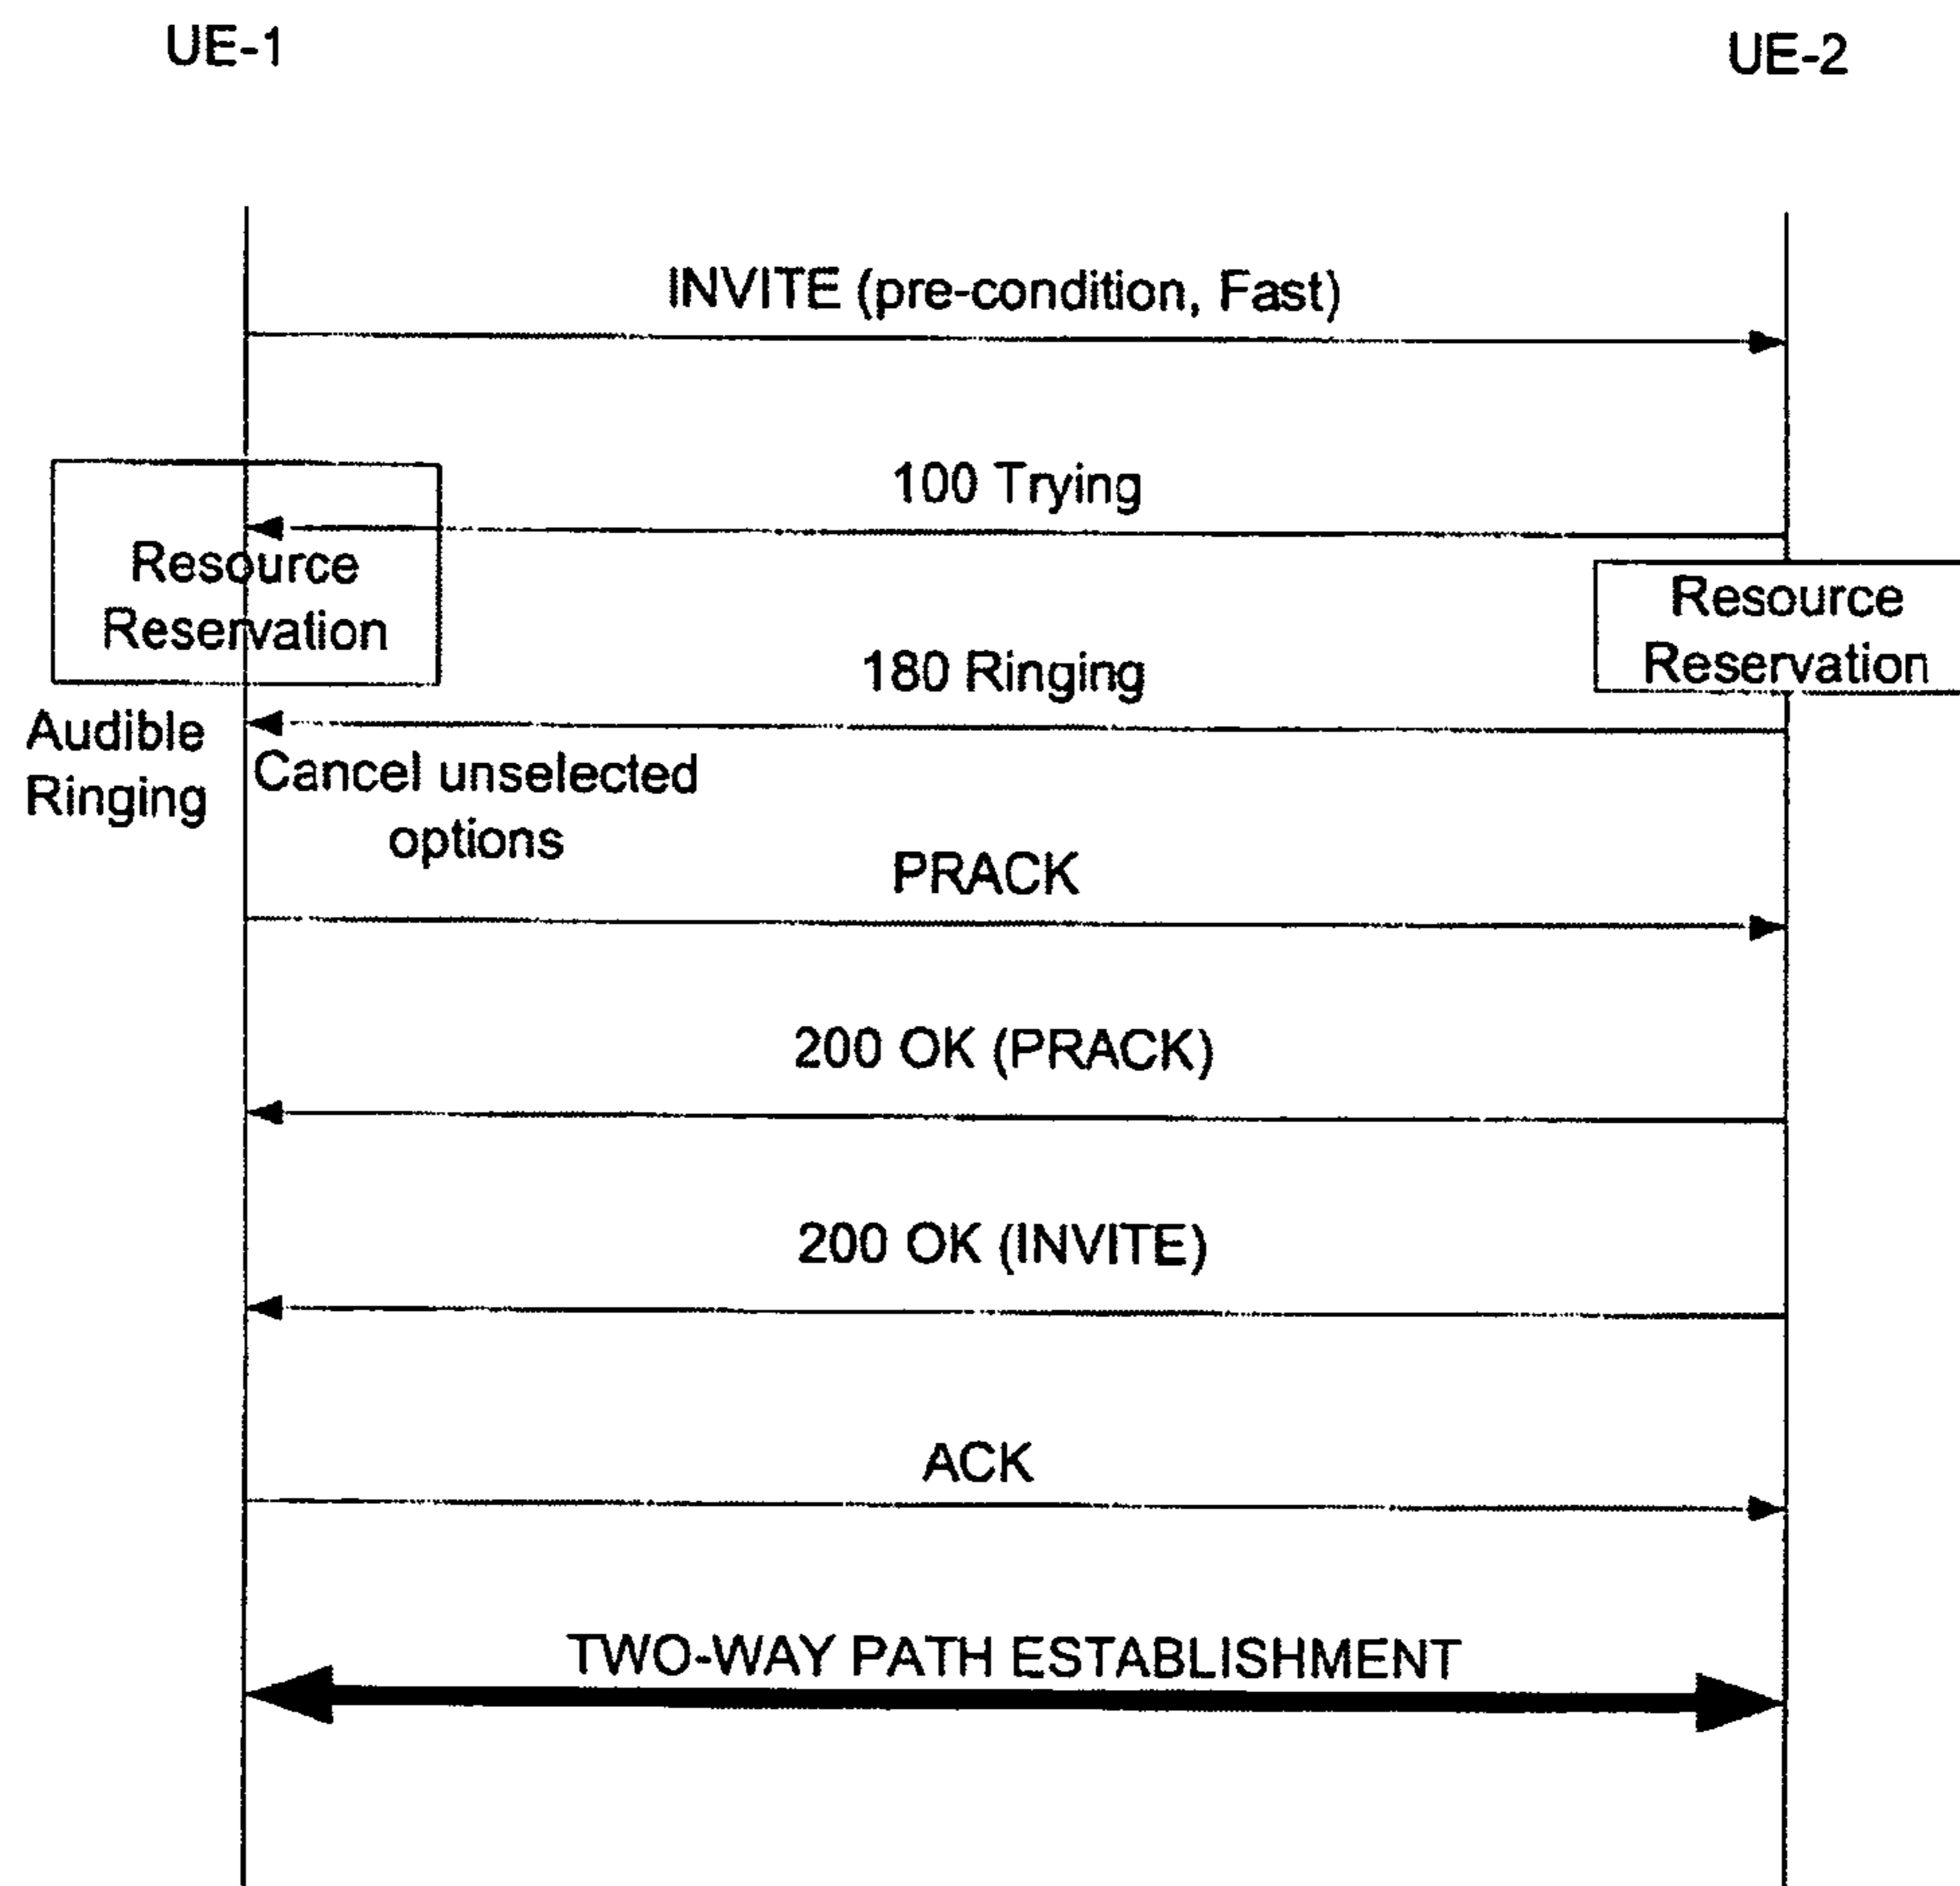 UE-1
UE-2
INVITE (pre-condition, Fast)
100 Trying
Resource
Reservation
Resource
Reservation
180 Ringing
Audible
Ringing
Cancel unselected
options
PRACK
200 OK (PRACK)
200 OK (INVITE)
ACK
TWO-WAY PATH ESTABLISHMENT